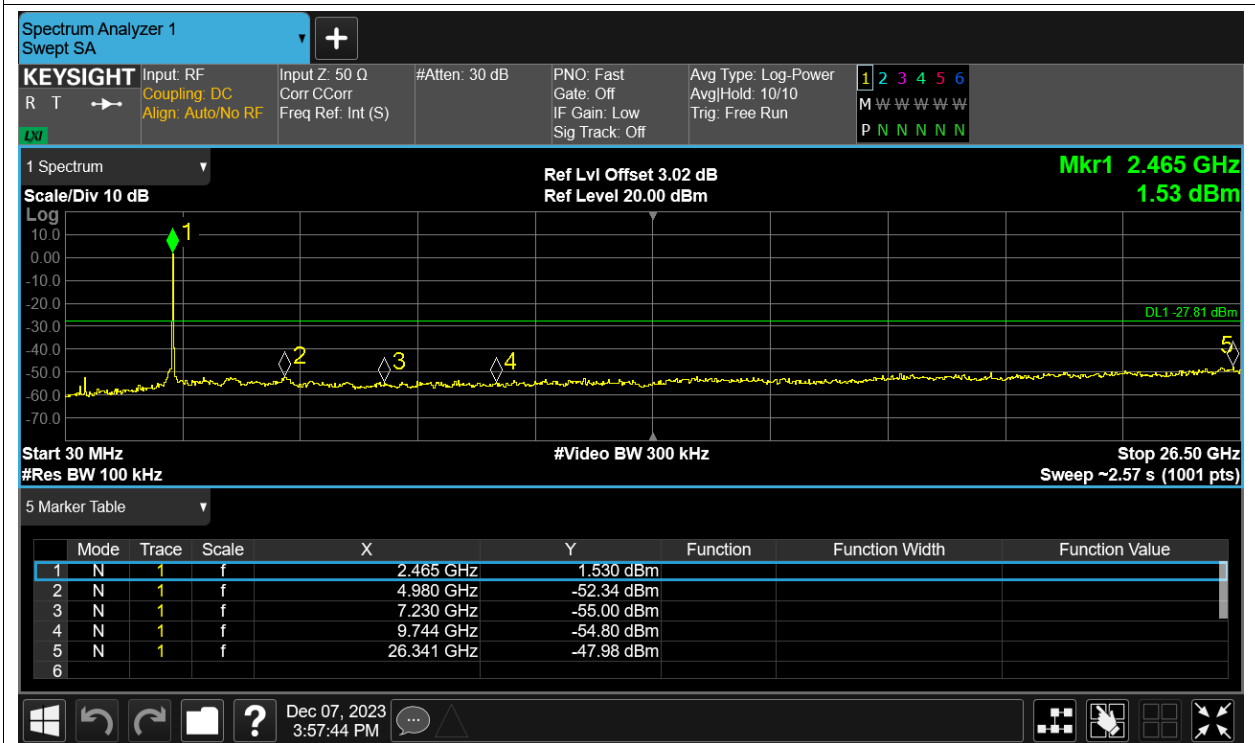 Spectrum Analyzer 1
Swept SA
KEYSIGHT
R T
LXI
Input: RF
Coupling: DC
Align: Auto/No RF
Input Z: 50 Ω
Corr CCorr
Freq Ref: Int (S)
#Atten: 30 dB
PNO: Fast
Gate: Off
IF Gain: Low
Sig Track: Off
Avg Type: Log-Power
Avg|Hold: 10/10
Trig: Free Run
1 2 3 4 5 6
M W W W W W
P N N N N N
1 Spectrum
Scale/Div 10 dB
Ref Lvl Offset 3.02 dB
Ref Level 20.00 dBm
Mkr1 2.465 GHz
1.53 dBm
Log
10.0
0.00
-10.0
-20.0
-30.0
-40.0
-50.0
-60.0
-70.0
1
2
3
4
5
DL1 -27.81 dBm
Start 30 MHz
#Res BW 100 kHz
#Video BW 300 kHz
Stop 26.50 GHz
Sweep ~2.57 s (1001 pts)
5 Marker Table
Mode Trace Scale X Y Function Function Width Function Value
1 N 1 f 2.465 GHz 1.530 dBm
2 N 1 f 4.980 GHz -52.34 dBm
3 N 1 f 7.230 GHz -55.00 dBm
4 N 1 f 9.744 GHz -54.80 dBm
5 N 1 f 26.341 GHz -47.98 dBm
6
?
Dec 07, 2023
3:57:44 PM